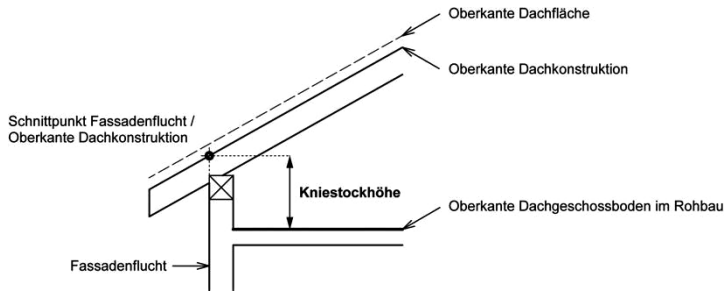 Oberkante Dachfläche
Oberkante Dachkonstruktion
Schnittpunkt Fassadenflucht /
Oberkante Dachkonstruktion
Kniestockhöhe
Oberkante Dachgeschossboden im Rohbau
Fassadenflucht